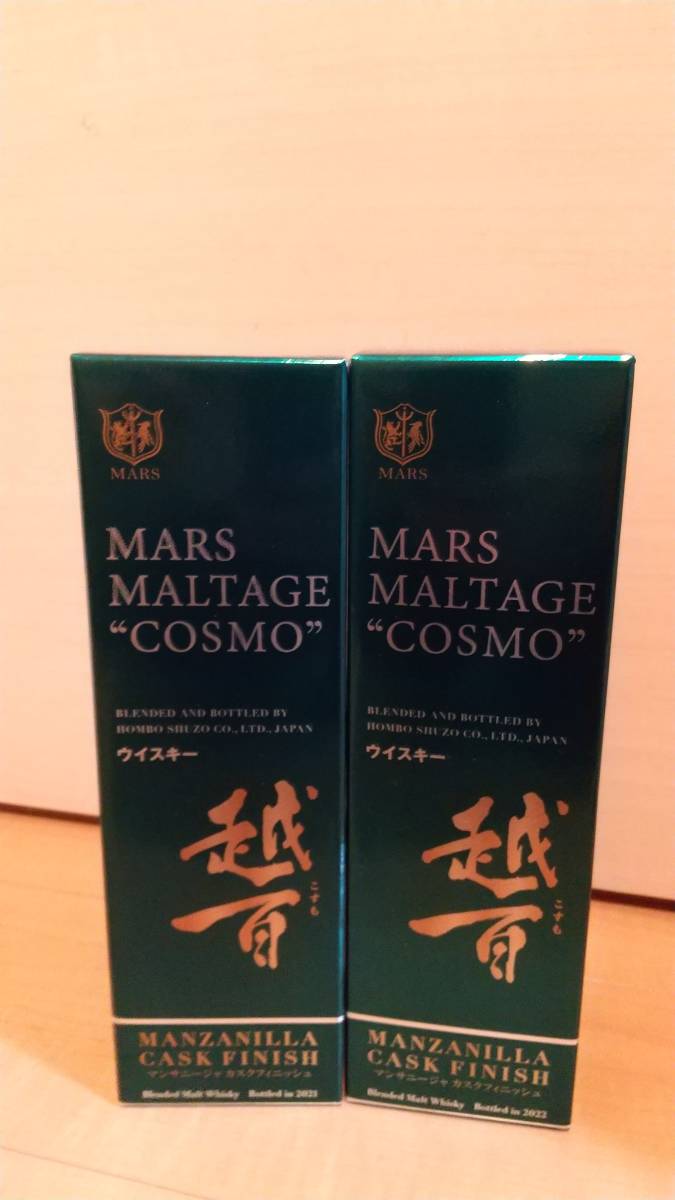 MARS
MARS
MALTAGE
“COSMO”
BLENDED AND BOTTLED BY
HOMBO SHUZO CO., LTD., JAPAN
ウイスキー
越百
こすも
MANZANILLA
CASK FINISH
マンサニージャ カスクフィニッシュ
Blended Malt Whisky Bottled in 2021
MARS
MARS
MALTAGE
“COSMO”
BLENDED AND BOTTLED BY
HOMBO SHUZO CO., LTD., JAPAN
ウイスキー
越百
こすも
MANZANILLA
CASK FINISH
マンサニージャ カスクフィニッシュ
Blended Malt Whisky Bottled in 2022